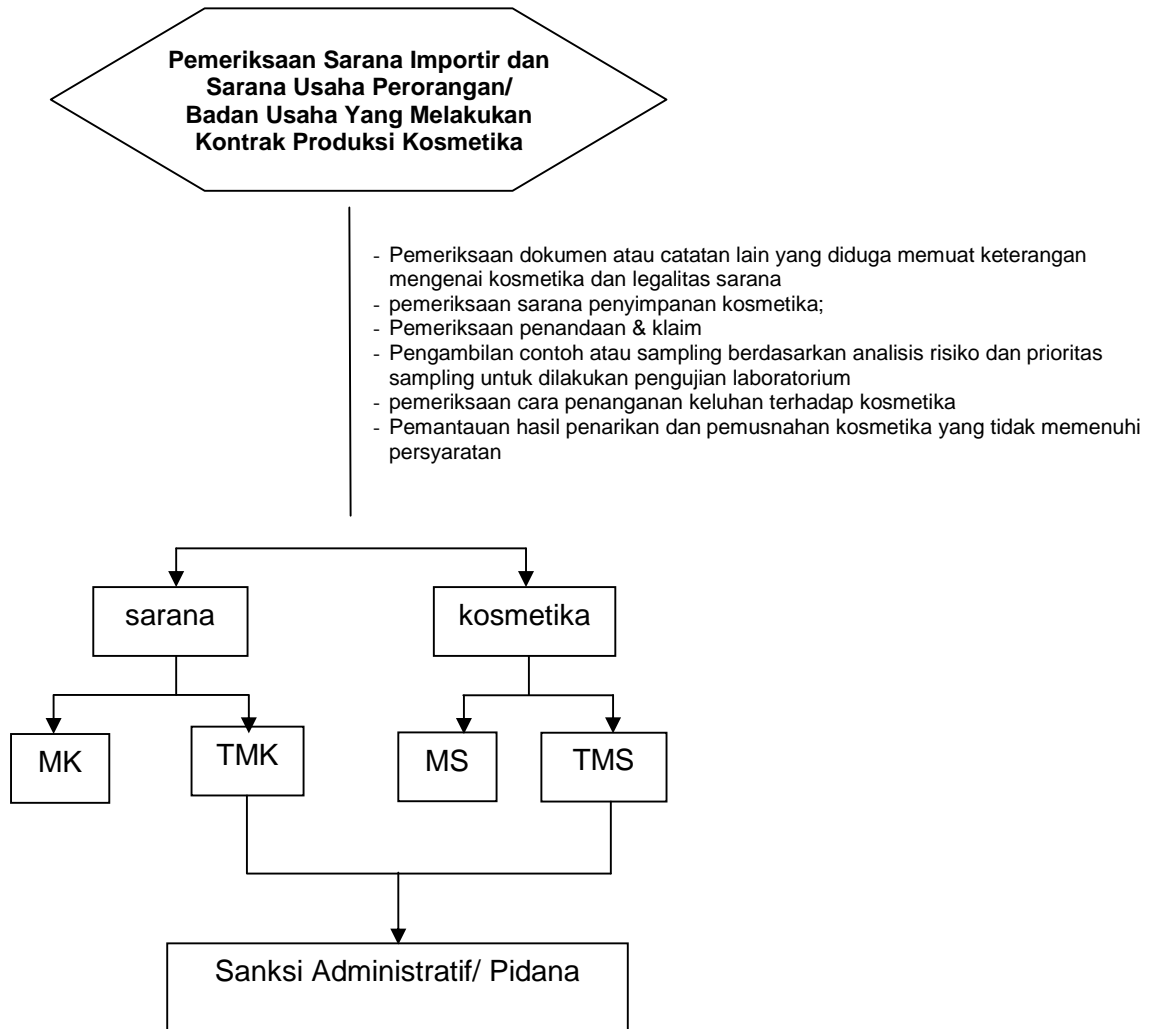 Pemeriksaan Sarana Importir dan
Sarana Usaha Perorangan/
Badan Usaha Yang Melakukan
Kontrak Produksi Kosmetika
- Pemeriksaan dokumen atau catatan lain yang diduga memuat keterangan
mengenai kosmetika dan legalitas sarana
- pemeriksaan sarana penyimpanan kosmetika;
- Pemeriksaan penandaan & klaim
- Pengambilan contoh atau sampling berdasarkan analisis risiko dan prioritas
sampling untuk dilakukan pengujian laboratorium
- pemeriksaan cara penanganan keluhan terhadap kosmetika
- Pemantauan hasil penarikan dan pemusnahan kosmetika yang tidak memenuhi
persyaratan
sarana
kosmetika
MK
TMK
MS
TMS
Sanksi Administratif/ Pidana